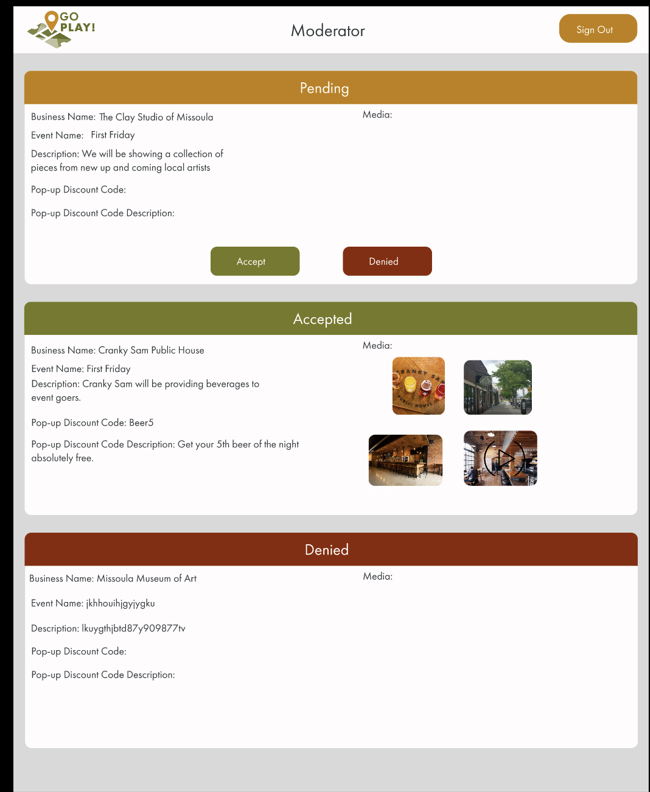 GO
PLAY!
Moderator
Sign Out
Pending
Business Name: The Clay Studio of Missoula
Media:
Event Name: First Friday
Description: We will be showing a collection of
pieces from new up and coming local artists
Pop-up Discount Code:
Pop-up Discount Code Description:
Accept
Denied
Accepted
Business Name: Cranky Sam Public House
Media:
Event Name: First Friday
Description: Cranky Sam will be providing beverages to
event goers.
Pop-up Discount Code: Beer5
Pop-up Discount Code Description: Get your 5th beer of the night
absolutely free.
Denied
Business Name: Missoula Museum of Art
Media:
Event Name: jkhhouihjgyjygku
Description: lkuygthjbtd87y909877tv
Pop-up Discount Code:
Pop-up Discount Code Description: